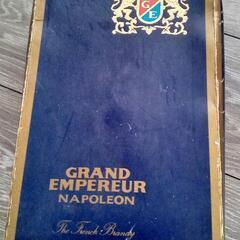 G
E
GRAND
EMPEREUR
NAPOLEON
The French Brandy